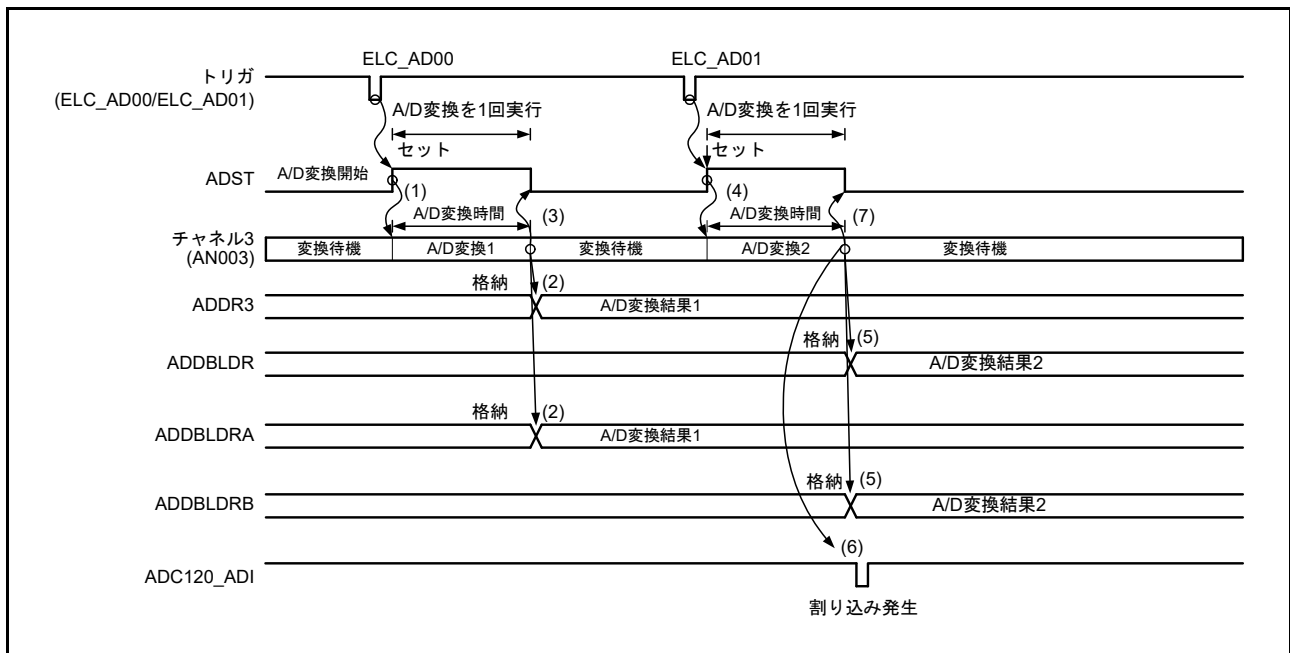 ELC_AD00
ELC_AD01
トリガ
(ELC_AD00/ELC_AD01)
A/D変換を1回実行
A/D変換を1回実行
セット
セット
ADST
A/D変換開始
(1)
(4)
A/D変換時間
(3)
A/D変換時間
(7)
チャネル3
(AN003)
変換待機
A/D変換1
変換待機
A/D変換2
変換待機
格納
(2)
ADDR3
A/D変換結果1
格納
(5)
ADDBLDR
A/D変換結果2
格納
(2)
ADDBLDRA
A/D変換結果1
格納
(5)
ADDBLDRB
A/D変換結果2
(6)
ADC120_ADI
割り込み発生